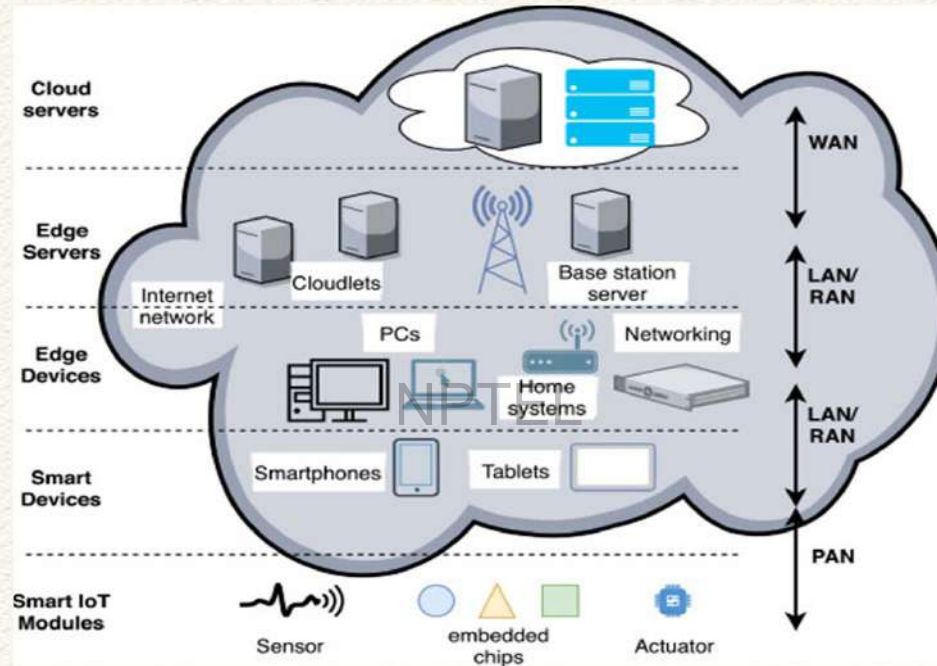 Cloud
servers
WAN
Edge
Servers
Cloudlets
Base station
server
LAN/
RAN
Internet
network
Edge
Devices
PCs
Networking
Home
systems
NPTEL
LAN/
RAN
Smart
Devices
Smartphones
Tablets
PAN
Smart IoT
Modules
Sensor
embedded
chips
Actuator